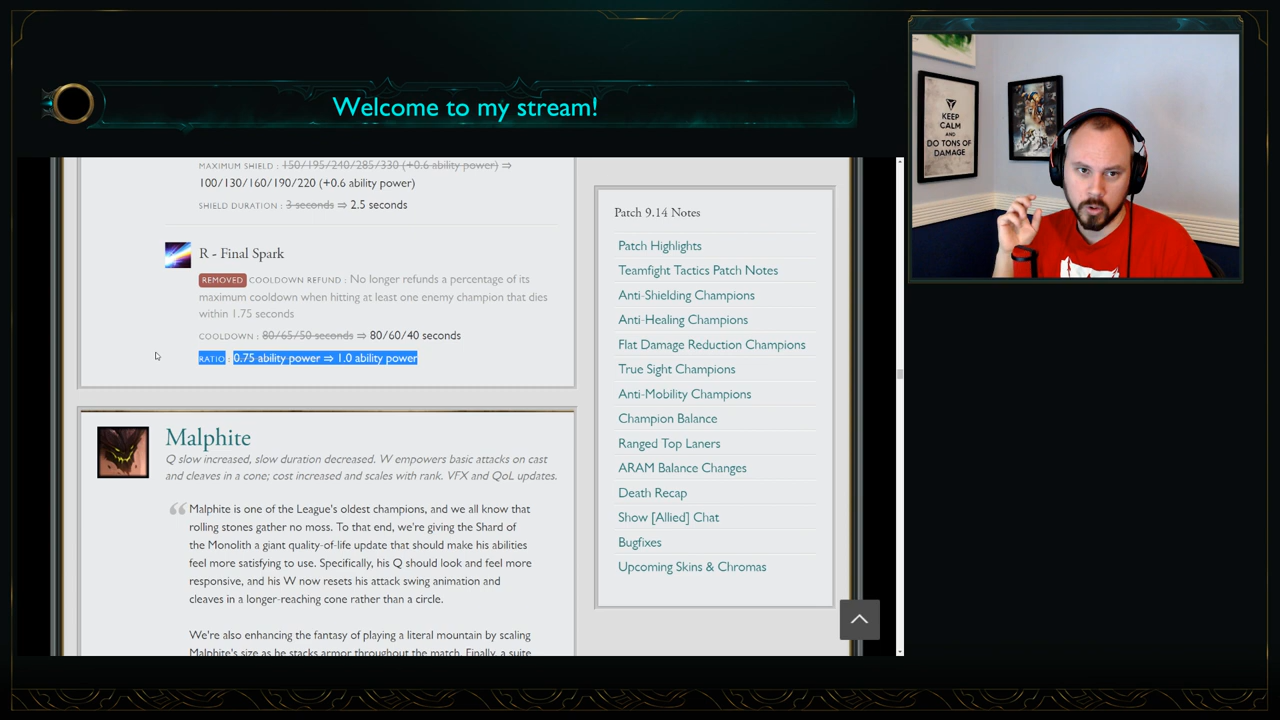 Welcome to my stream!
MAXIMUM SHIELD : 150/195/240/285/330 (+0.6 ability power) ⇒
100/130/160/190/220 (+0.6 ability power)
SHIELD DURATION : 3 seconds ⇒ 2.5 seconds
R - Final Spark
REMOVED COOLDOWN REFUND : No longer refunds a percentage of its
maximum cooldown when hitting at least one enemy champion that dies
within 1.75 seconds
COOLDOWN : 80/65/50 seconds ⇒ 80/60/40 seconds
RATIO : 0.75 ability power ⇒ 1.0 ability power
Malphite
Q slow increased, slow duration decreased. W empowers basic attacks on cast
and cleaves in a cone; cost increased and scales with rank. VFX and QoL updates.
Malphite is one of the League's oldest champions, and we all know that
rolling stones gather no moss. To that end, we're giving the Shard of
the Monolith a giant quality-of-life update that should make his abilities
feel more satisfying to use. Specifically, his Q should look and feel more
responsive, and his W now resets his attack swing animation and
cleaves in a longer-reaching cone rather than a circle.
We're also enhancing the fantasy of playing a literal mountain by scaling
Malphite's size as he stacks armor throughout the match. Finally, a suite
Patch 9.14 Notes
Patch Highlights
Teamfight Tactics Patch Notes
Anti-Shielding Champions
Anti-Healing Champions
Flat Damage Reduction Champions
True Sight Champions
Anti-Mobility Champions
Champion Balance
Ranged Top Laners
ARAM Balance Changes
Death Recap
Show [Allied] Chat
Bugfixes
Upcoming Skins & Chromas
KEEP
CALM
AND
DO TONS OF
DAMAGE